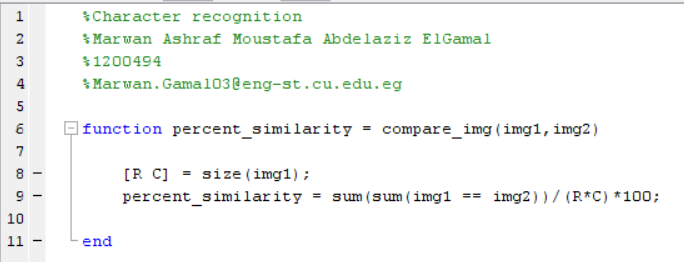 1 %Character recognition
2 %Marwan Ashraf Moustafa Abdelaziz ElGamal
3 %1200494
4 %Marwan.Gamal03@eng-st.cu.edu.eg
5
6 function percent_similarity = compare_img(img1,img2)
7
8 – [R C] = size(img1);
9 – percent_similarity = sum(sum(img1 == img2))/(R*C)*100;
10
11 – end